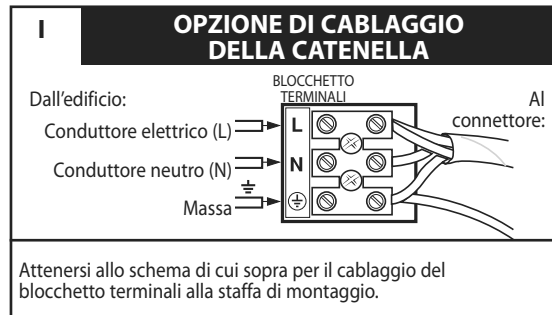 I
OPZIONE DI CABLAGGIO
DELLA CATENELLA
Dall'edificio:
BLOCCHETTO
TERMINALI
Al
connettore:
Conduttore elettrico (L)
L
Conduttore neutro (N)
N
Massa
Attenersi allo schema di cui sopra per il cablaggio del
blocchetto terminali alla staffa di montaggio.